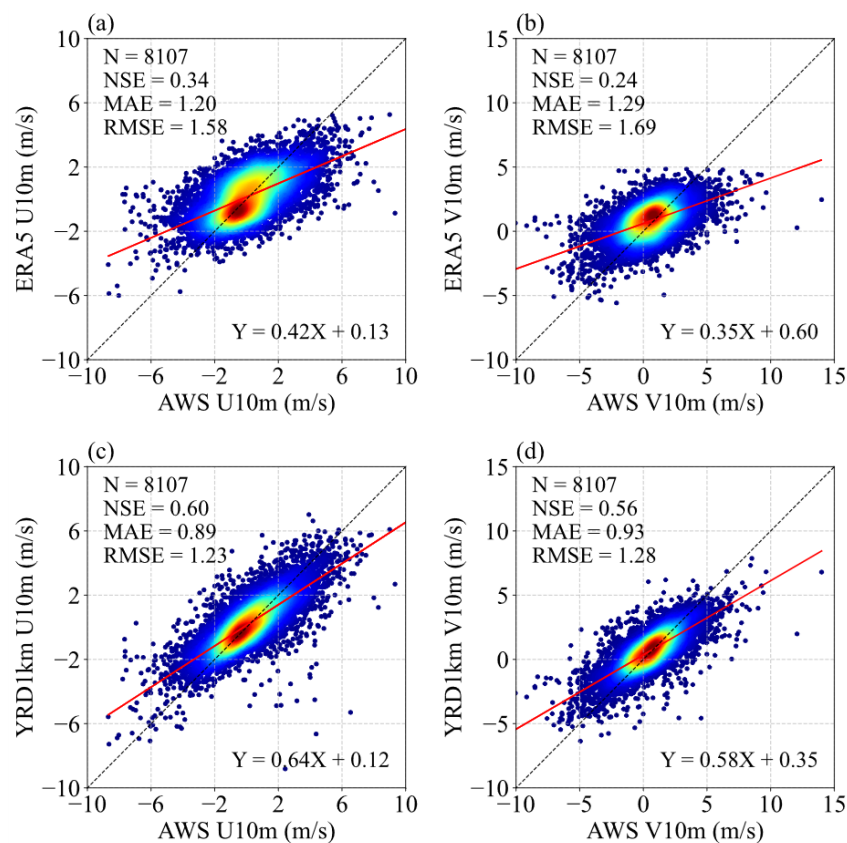 (a)
N = 8107
NSE = 0.34
MAE = 1.20
RMSE = 1.58
Y = 0.42X + 0.13
10
6
2
−2
−6
−10
−10 −6 −2 2 6 10
ERA5 U10m (m/s)
AWS U10m (m/s)
(b)
N = 8107
NSE = 0.24
MAE = 1.29
RMSE = 1.69
Y = 0.35X + 0.60
15
10
5
0
−5
−10
−10 −5 0 5 10 15
ERA5 V10m (m/s)
AWS V10m (m/s)
(c)
N = 8107
NSE = 0.60
MAE = 0.89
RMSE = 1.23
Y = 0.64X + 0.12
10
6
2
−2
−6
−10
−10 −6 −2 2 6 10
YRD1km U10m (m/s)
AWS U10m (m/s)
(d)
N = 8107
NSE = 0.56
MAE = 0.93
RMSE = 1.28
Y = 0.58X + 0.35
15
10
5
0
−5
−10
−10 −5 0 5 10 15
YRD1km V10m (m/s)
AWS V10m (m/s)